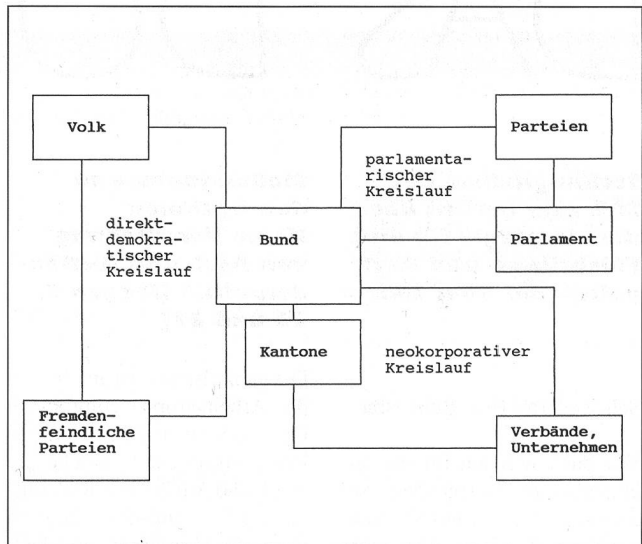 Volk
Parteien
parlamenta-
rischer
Kreislauf
direkt-
demokra-
tischer
Kreislauf
Bund
Parlament
Kantone
neokorporativer
Kreislauf
Fremden-
feindliche
Parteien
Verbände,
Unternehmen